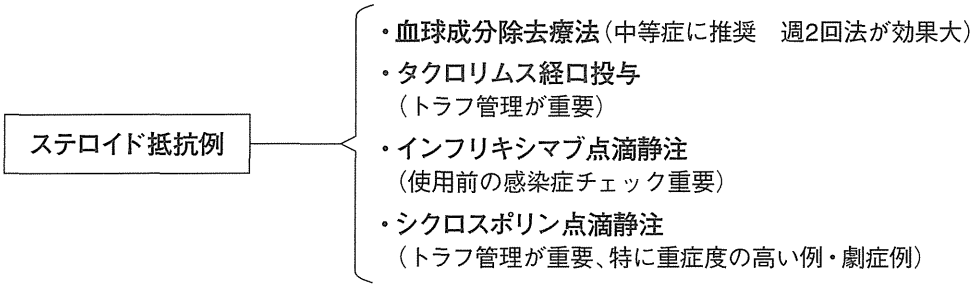 ステロイド抵抗例
・血球成分除去療法（中等症に推奨　週2回法が効果大）
・タクロリムス経口投与
（トラフ管理が重要）
・インフリキシマブ点滴静注
（使用前の感染症チェック重要）
・シクロスポリン点滴静注
（トラフ管理が重要、特に重症度の高い例・劇症例）